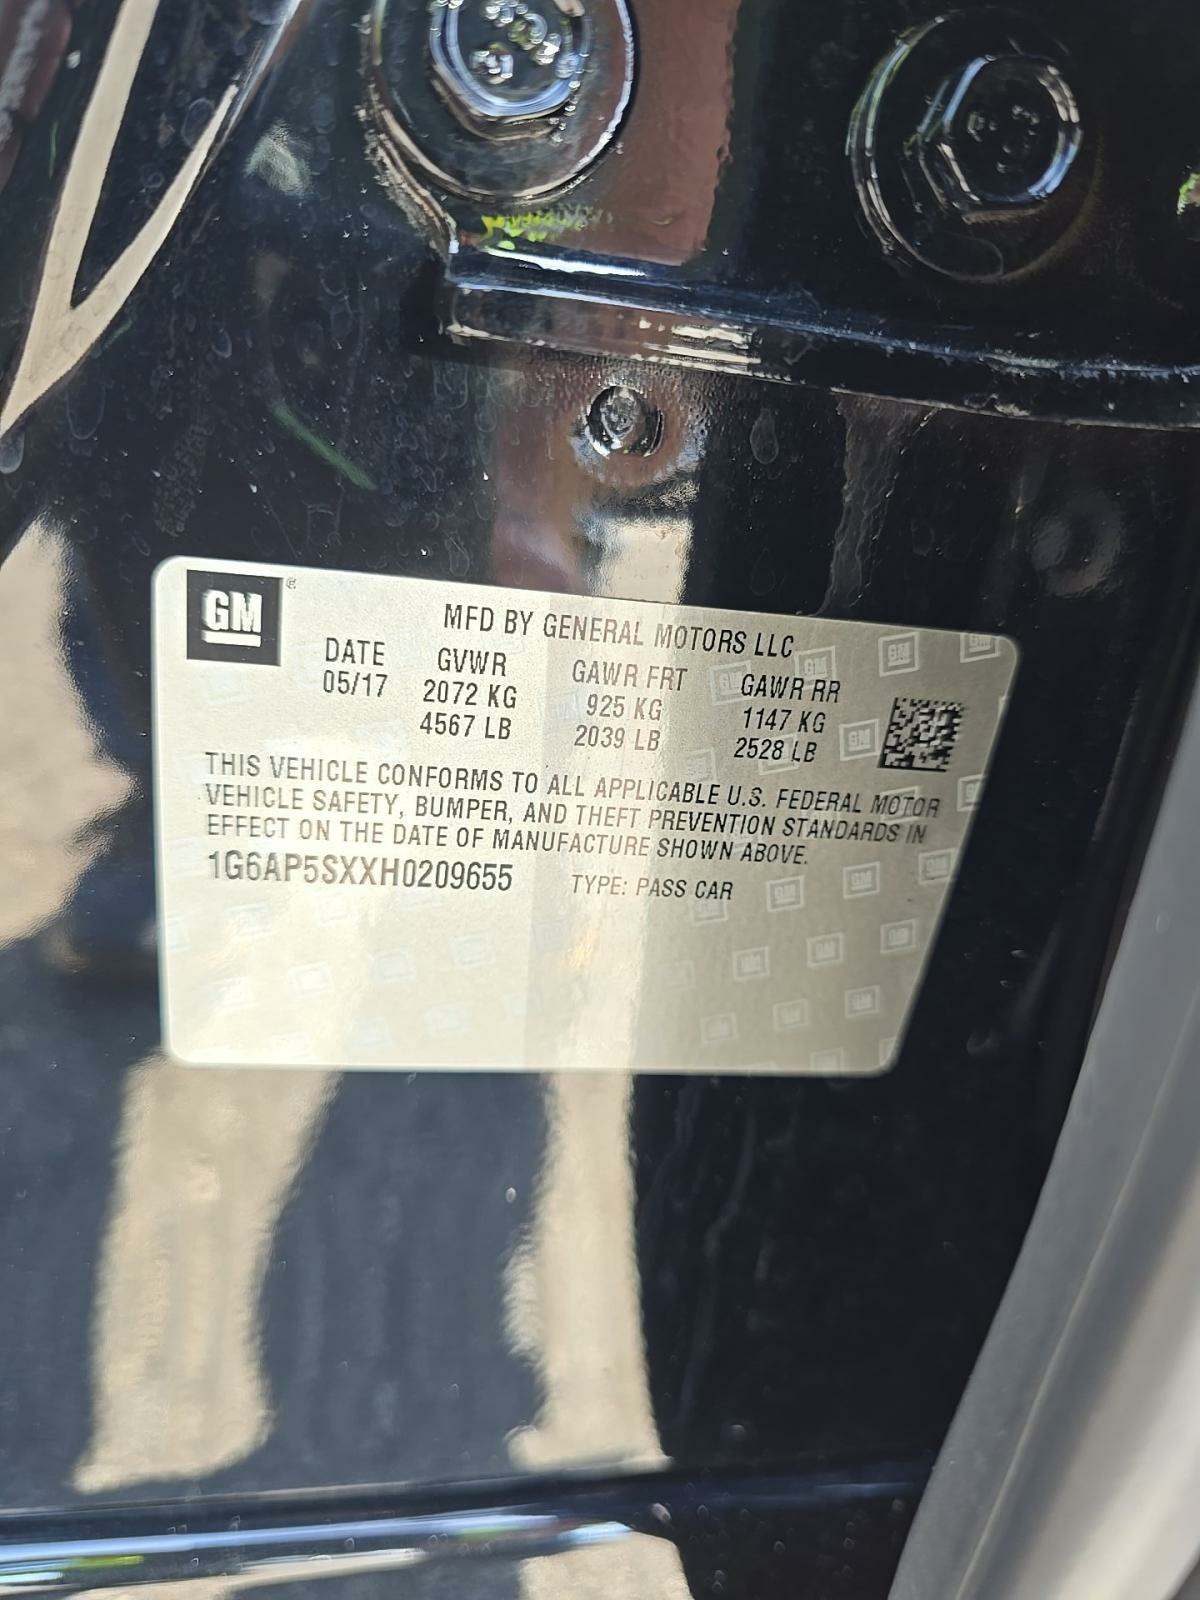 GM ®
MFD BY GENERAL MOTORS LLC
DATE GVWR GAWR FRT GAWR RR
05/17 2072 KG 925 KG 1147 KG
4567 LB 2039 LB 2528 LB
THIS VEHICLE CONFORMS TO ALL APPLICABLE U.S. FEDERAL MOTOR
VEHICLE SAFETY, BUMPER, AND THEFT PREVENTION STANDARDS IN
EFFECT ON THE DATE OF MANUFACTURE SHOWN ABOVE.
1G6AP5SXXH0209655 TYPE: PASS CAR